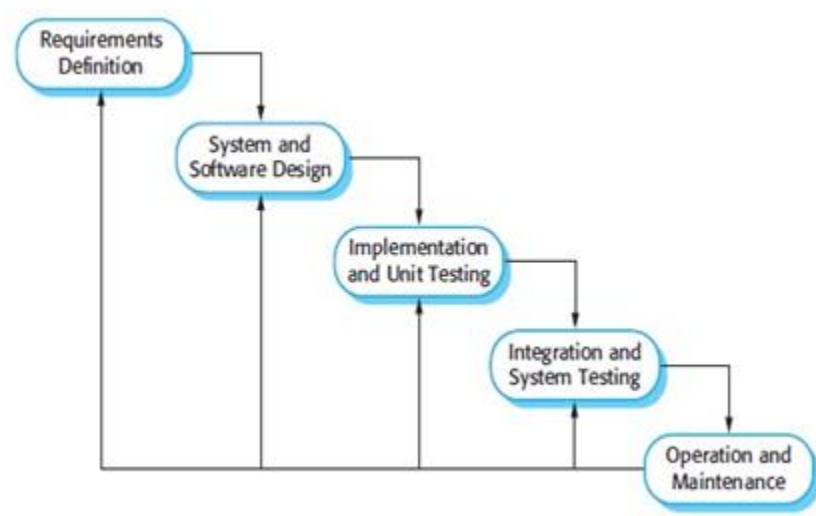 Requirements
Definition
System and
Software Design
Implementation
and Unit Testing
Integration and
System Testing
Operation and
Maintenance